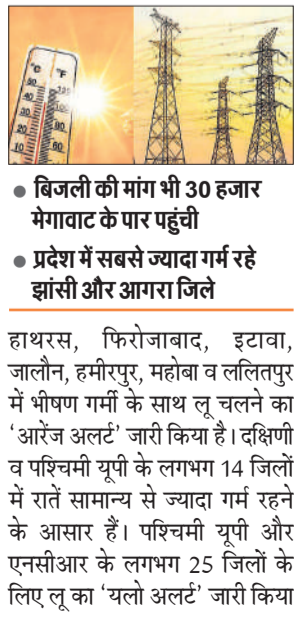 °C °F
● बिजली की मांग भी 30 हजार
मेगावाट के पार पहुंची
● प्रदेश में सबसे ज्यादा गर्म रहे
झांसी और आगरा जिले
हाथरस, फिरोजाबाद, इटावा,
जालौन, हमीरपुर, महोबा व ललितपुर
में भीषण गर्मी के साथ लू चलने का
‘आरेंज अलर्ट’ जारी किया है। दक्षिणी
व पश्चिमी यूपी के लगभग 14 जिलों
में रातें सामान्य से ज्यादा गर्म रहने
के आसार हैं। पश्चिमी यूपी और
एनसीआर के लगभग 25 जिलों के
लिए लू का ‘यलो अलर्ट’ जारी किया